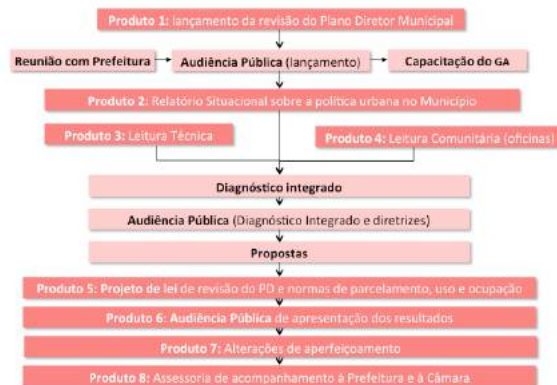 Produto 1: lançamento da revisão do Plano Diretor Municipal
Reunião com Prefeitura
Audiência Pública (lançamento)
Capacitação do GA
Produto 2: Relatório Situacional sobre a política urbana no Município
Produto 3: Leitura Técnica
Produto 4: Leitura Comunitária (oficinas)
Diagnóstico integrado
Audiência Pública (Diagnóstico Integrado e diretrizes)
Propostas
Produto 5: Projeto de lei de revisão do PD e normas de parcelamento, uso e ocupação
Produto 6: Audiência Pública de apresentação dos resultados
Produto 7: Alterações de aperfeiçoamento
Produto 8: Assessoria de acompanhamento à Prefeitura e à Câmara